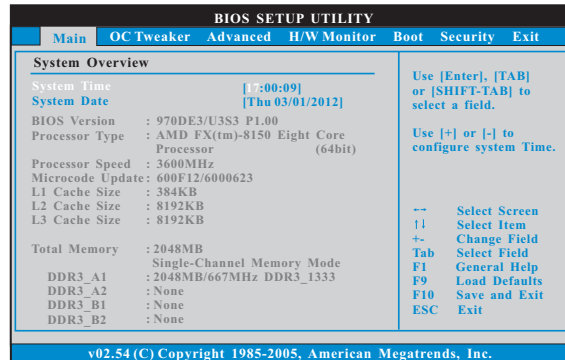 BIOS SETUP UTILITY
Main OC Tweaker Advanced H/W Monitor Boot Security Exit
System Overview
System Time [17:00:09]
System Date [Thu 03/01/2012]
BIOS Version : 970DE3/U3S3 P1.00
Processor Type : AMD FX(tm)-8150 Eight Core
Processor (64bit)
Processor Speed : 3600MHz
Microcode Update : 600F12/6000623
L1 Cache Size : 384KB
L2 Cache Size : 8192KB
L3 Cache Size : 8192KB
Total Memory : 2048MB
Single-Channel Memory Mode
DDR3_A1 : 2048MB/667MHz DDR3_1333
DDR3_A2 : None
DDR3_B1 : None
DDR3_B2 : None
Use [Enter], [TAB]
or [SHIFT-TAB] to
select a field.
Use [+] or [-] to
configure system Time.
←→ Select Screen
↑↓ Select Item
+- Change Field
Tab Select Field
F1 General Help
F9 Load Defaults
F10 Save and Exit
ESC Exit
v02.54 (C) Copyright 1985-2005, American Megatrends, Inc.